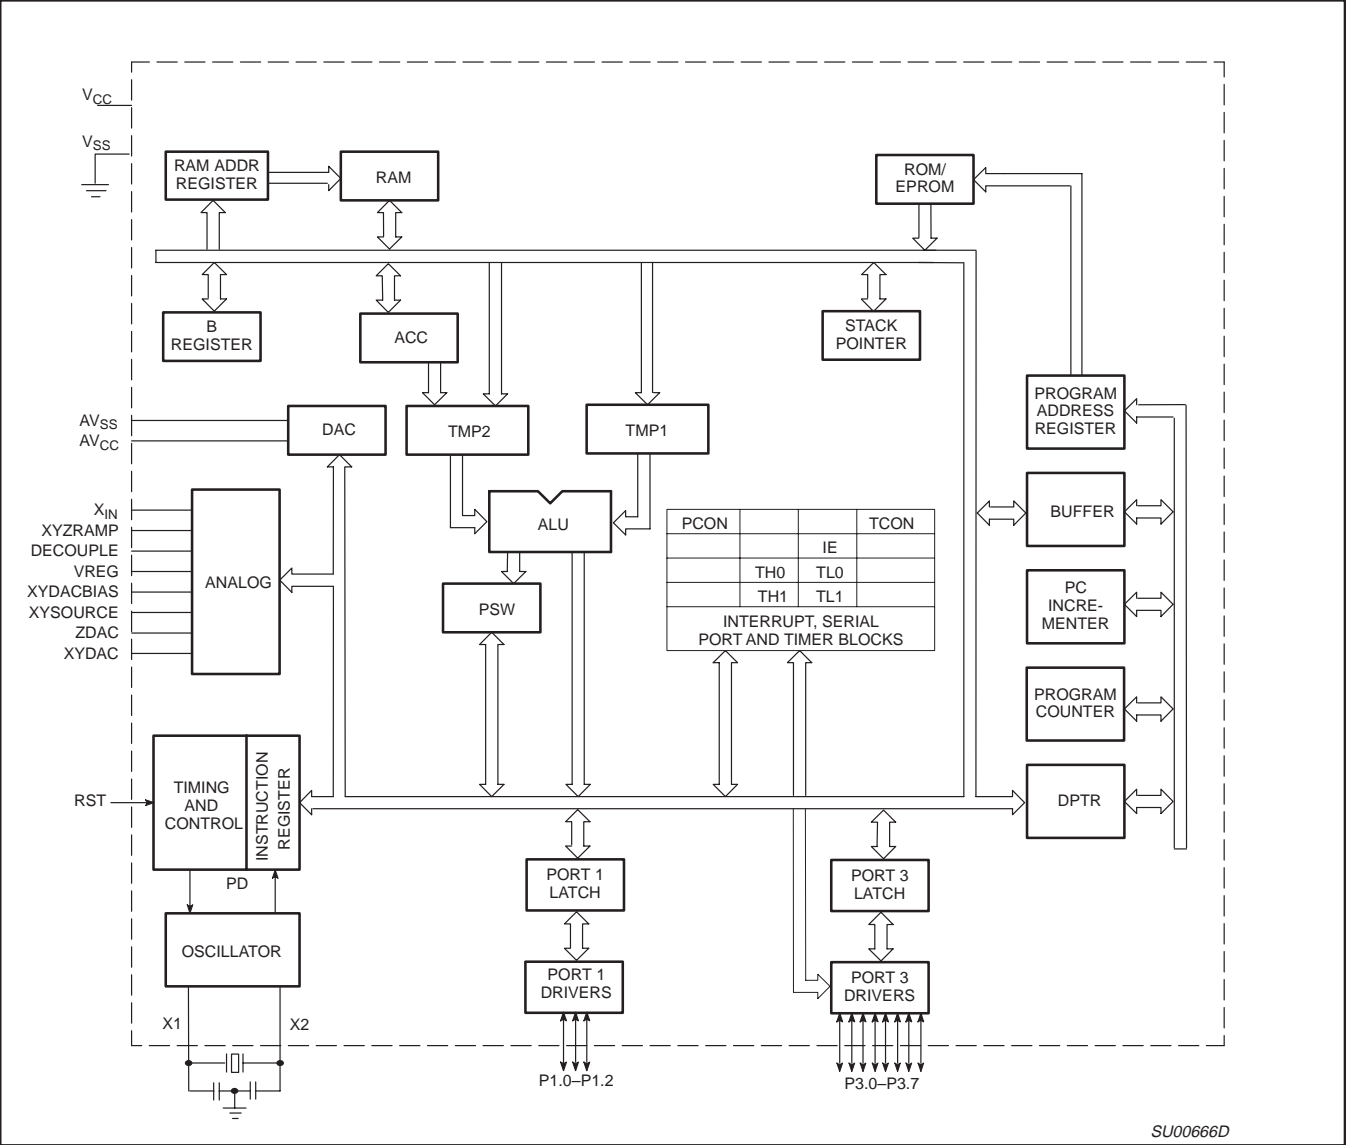 VCC
VSS
RAM ADDR
REGISTER
RAM
ROM/
EPROM
B
REGISTER
ACC
STACK
POINTER
PROGRAM
ADDRESS
REGISTER
AVSS
AVCC
DAC
TMP2
TMP1
ALU
BUFFER
XIN
XYZRAMP
DECOUPLE
VREG
XYDACBIAS
XYSOURCE
ZDAC
XYDAC
ANALOG
PCON TCON
IE
TH0 TL0
TH1 TL1
INTERRUPT, SERIAL
PORT AND TIMER BLOCKS
PSW
PC
INCRE-
MENTER
PROGRAM
COUNTER
RST
TIMING
AND
CONTROL
INSTRUCTION
REGISTER
DPTR
PD
OSCILLATOR
PORT 1
LATCH
PORT 3
LATCH
PORT 1
DRIVERS
PORT 3
DRIVERS
X1
X2
P1.0–P1.2
P3.0–P3.7
SU00666D